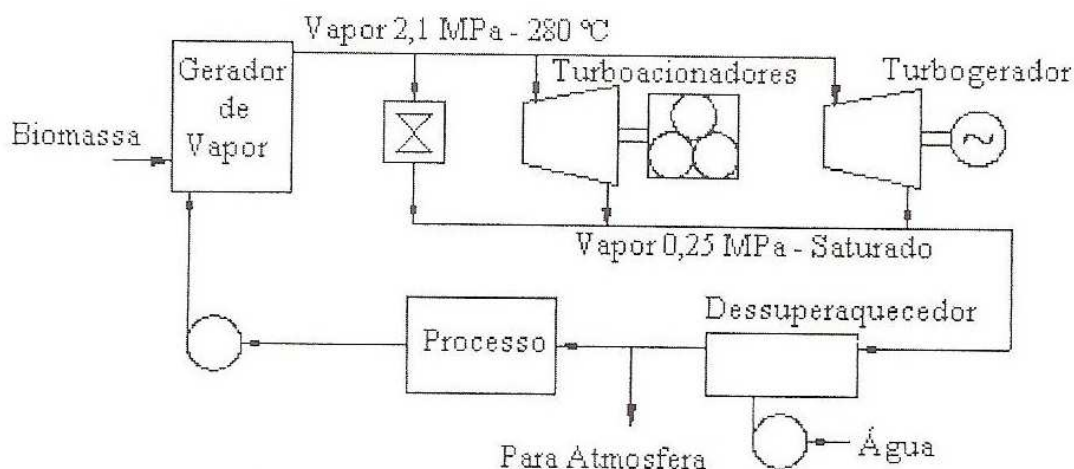 Vapor 2,1 MPa - 280 ºC
Gerador
de
Vapor
Turboacionadores
Turbogerador
Biomassa
Vapor 0,25 MPa - Saturado
Dessuperaquecedor
Processo
Para Atmosfera
Água